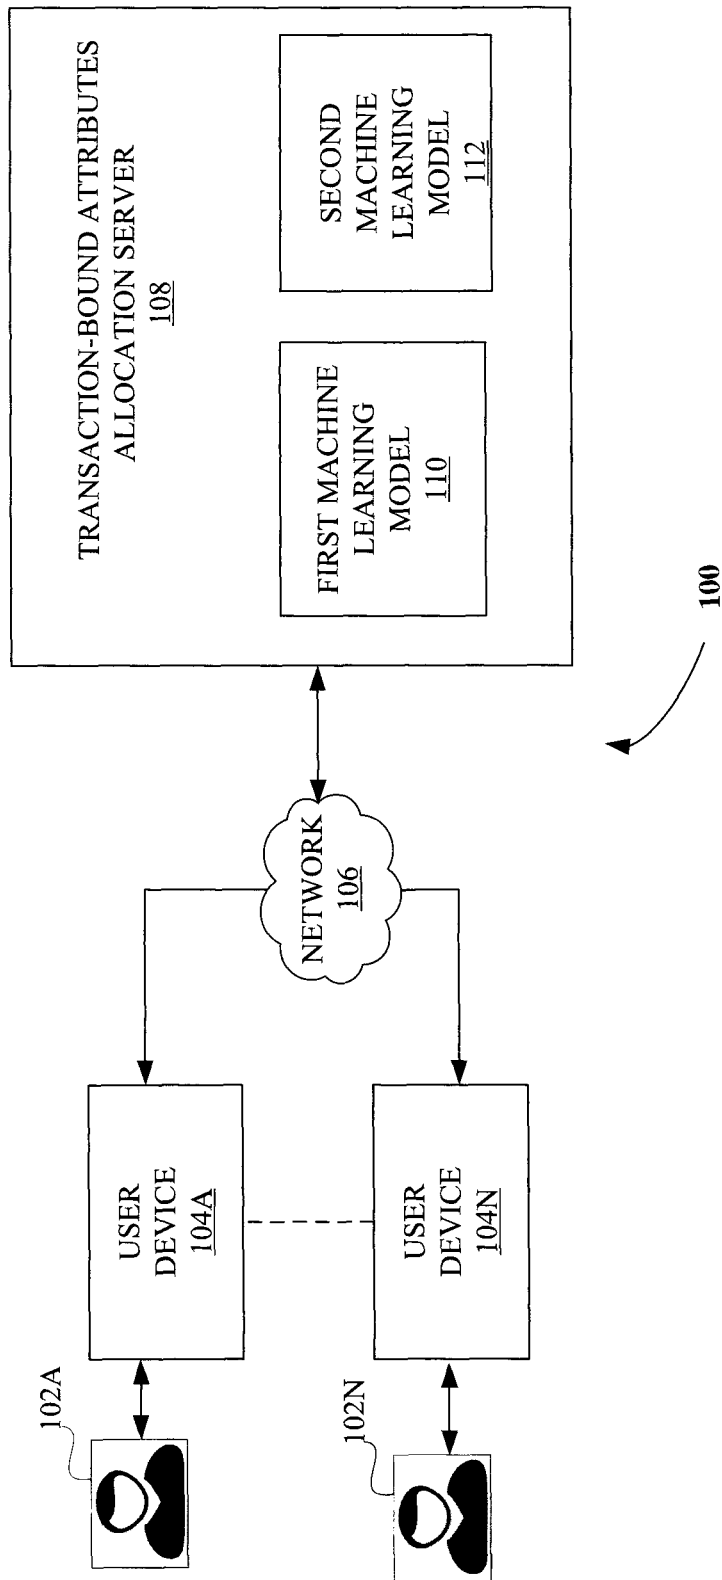 102A
USER
DEVICE
104A
102N
USER
DEVICE
104N
NETWORK
106
TRANSACTION-BOUND ATTRIBUTES
ALLOCATION SERVER
108
FIRST MACHINE
LEARNING
MODEL
110
SECOND
MACHINE
LEARNING
MODEL
112
100